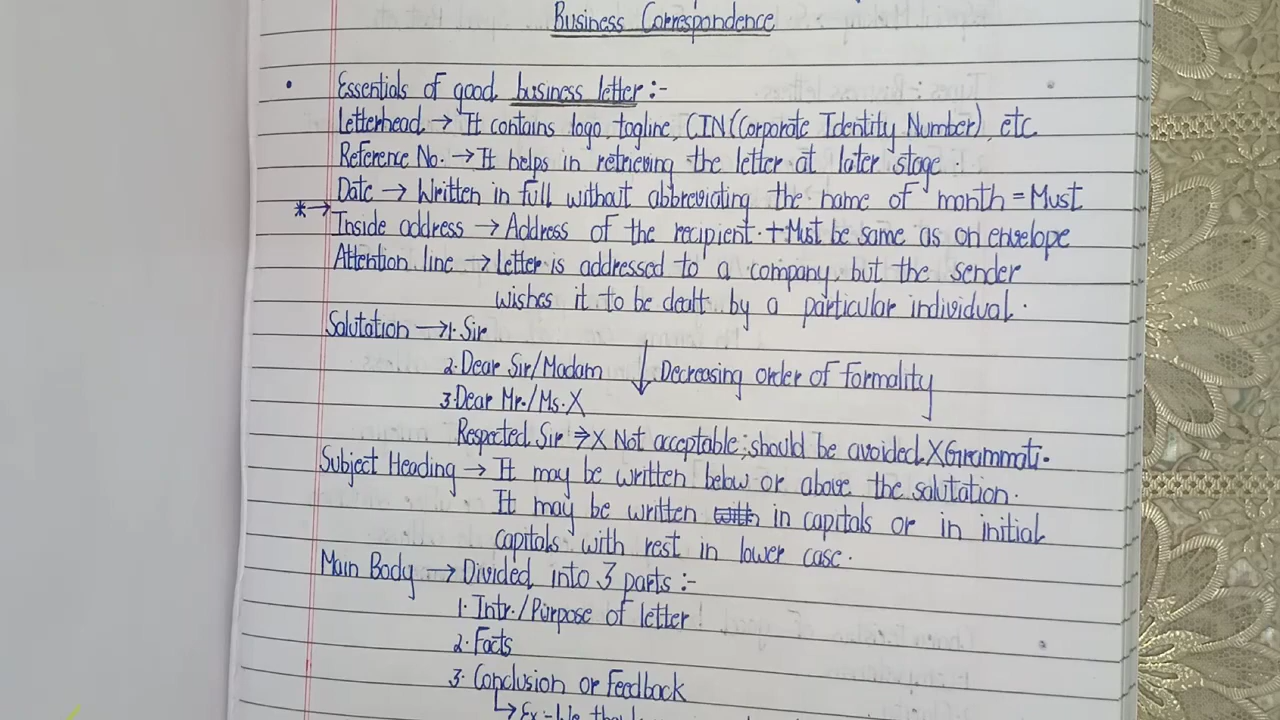 Business Correspondence
• Essentials of good business letter :-
Letterhead → It contains logo, tagline, CIN (Corporate Identity Number), etc
Reference No. → It helps in retrieving the letter at later stage.
Date → Written in full without abbreviating the name of month = Must
*→
Inside address → Address of the recipient. + Must be same as on envelope
Attention line → Letter is addressed to a company, but the sender
wishes it to be dealt by a particular individual.
Salutation → 1. Sir
2. Dear Sir/Madam ↓ Decreasing order of formality
3. Dear Mr./Ms. X
Respected Sir ⇒ X Not acceptable; should be avoided. X Grammati.
Subject Heading → It may be written below or above the salutation.
It may be written in capitals or in initial
capitals with rest in lower case.
Main Body → Divided into 3 parts :-
1. Intr./Purpose of letter
2. Facts
3. Conclusion or Feedback
↳ Ex:- We